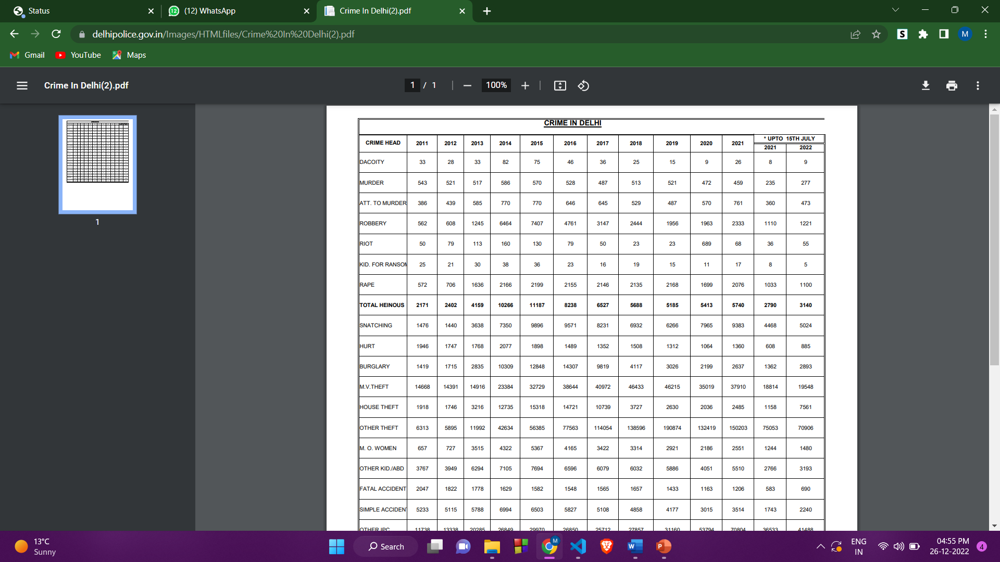 Status
(12) WhatsApp
Crime In Delhi(2).pdf
delhipolice.gov.in/Images/HTMLfiles/Crime%20In%20Delhi(2).pdf
S
M
Gmail YouTube Maps
Crime In Delhi(2).pdf
1 / 1
100%
1
CRIME IN DELHI
CRIME HEAD 2011 2012 2013 2014 2015 2016 2017 2018 2019 2020 2021 * UPTO 15TH JULY
2021 2022
DACOITY 33 28 33 82 75 46 36 25 15 9 26 8 9
MURDER 543 521 517 586 570 528 487 513 521 472 459 235 277
ATT. TO MURDER 386 439 585 770 770 646 645 529 487 570 761 360 473
ROBBERY 562 608 1245 6464 7407 4761 3147 2444 1956 1963 2333 1110 1221
RIOT 50 79 113 160 130 79 50 23 23 689 68 36 55
KID. FOR RANSOM 25 21 30 38 36 23 16 19 15 11 17 8 5
RAPE 572 706 1636 2166 2199 2155 2146 2135 2168 1699 2076 1033 1100
TOTAL HEINOUS 2171 2402 4159 10266 11187 8238 6527 5688 5185 5413 5740 2790 3140
SNATCHING 1476 1440 3638 7350 9896 9571 8231 6932 6266 7965 9383 4468 5024
HURT 1946 1747 1768 2077 1898 1489 1352 1508 1312 1064 1360 608 885
BURGLARY 1419 1715 2835 10309 12848 14307 9819 4117 3026 2199 2637 1362 2893
M.V.THEFT 14668 14391 14916 23384 32729 38644 40972 46433 46215 35019 37910 18814 19548
HOUSE THEFT 1918 1746 3216 12735 15318 14721 10739 3727 2630 2036 2485 1158 7561
OTHER THEFT 6313 5895 11992 42634 56385 77563 114054 138596 190874 132419 150203 75053 70906
M. O. WOMEN 657 727 3515 4322 5367 4165 3422 3314 2921 2186 2551 1244 1480
OTHER KID./ABD 3767 3949 6294 7105 7694 6596 6079 6032 5886 4051 5510 2766 3193
FATAL ACCIDENT 2047 1822 1778 1629 1582 1548 1565 1657 1433 1163 1206 583 690
SIMPLE ACCIDEN 5233 5115 5788 6994 6503 5827 5108 4858 4177 3015 3514 1743 2240
OTHER IPC 11738 13338 20285 26849 29970 26850 25712 27857 31160 53794 70804 36533 41488
13°C
Sunny
Search
M
ENG
IN
04:55 PM
26-12-2022
4